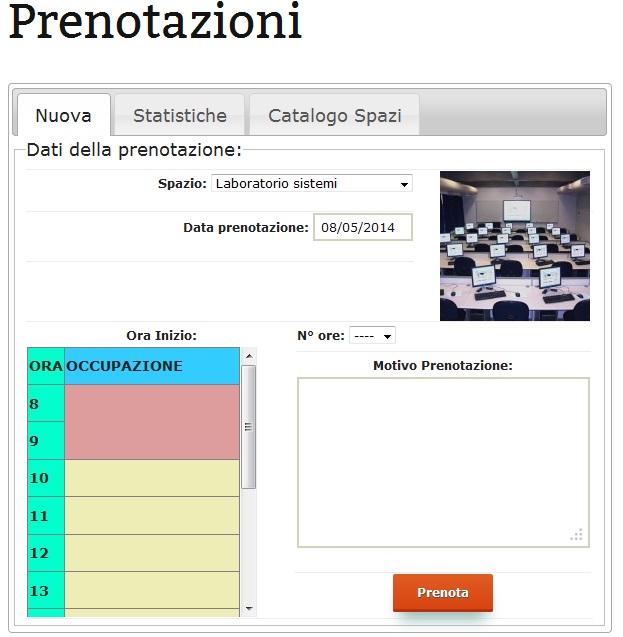 Prenotazioni
Nuova
Statistiche
Catalogo Spazi
Dati della prenotazione:
Spazio: Laboratorio sistemi
Data prenotazione: 08/05/2014
Ora Inizio:
N° ore: ----
ORA OCCUPAZIONE
8
9
10
11
12
13
Motivo Prenotazione:
Prenota